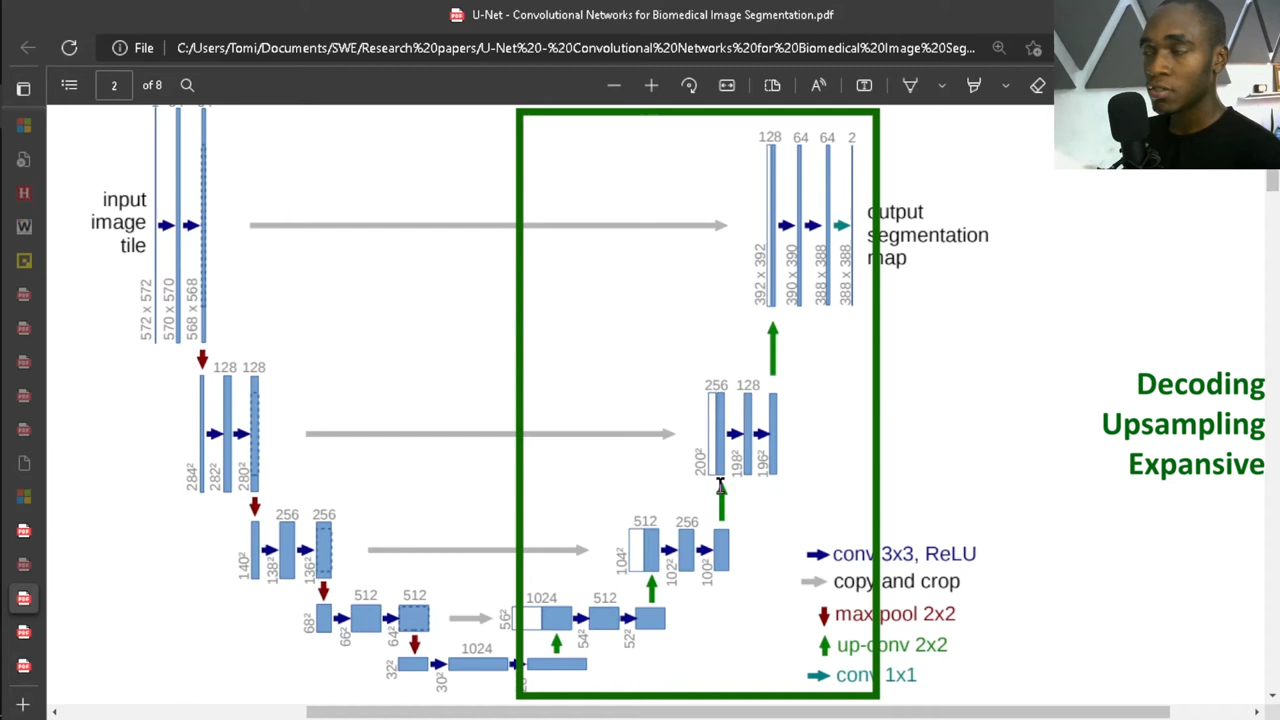 U-Net - Convolutional Networks for Biomedical Image Segmentation.pdf
File C:/Users/Tomi/Documents/SWE/Research%20papers/U-Net%20-%20Convolutional%20Networks%20for%20Biomedical%20Image%20Seg...
2 of 8
128 64 64 2
input
image
tile
output
segmentation
map
572 x 572
570 x 570
568 x 568
392 x 392
390 x 390
388 x 388
388 x 388
128 128
256 128
284²
282²
280²
200²
198²
196²
Decoding
Upsampling
Expansive
256 256
512 256
140²
138²
136²
104²
102²
100²
conv 3x3, ReLU
copy and crop
max pool 2x2
up-conv 2x2
conv 1x1
512 512
1024 512
68²
66²
64²
56²
54²
52²
1024
32²
30²